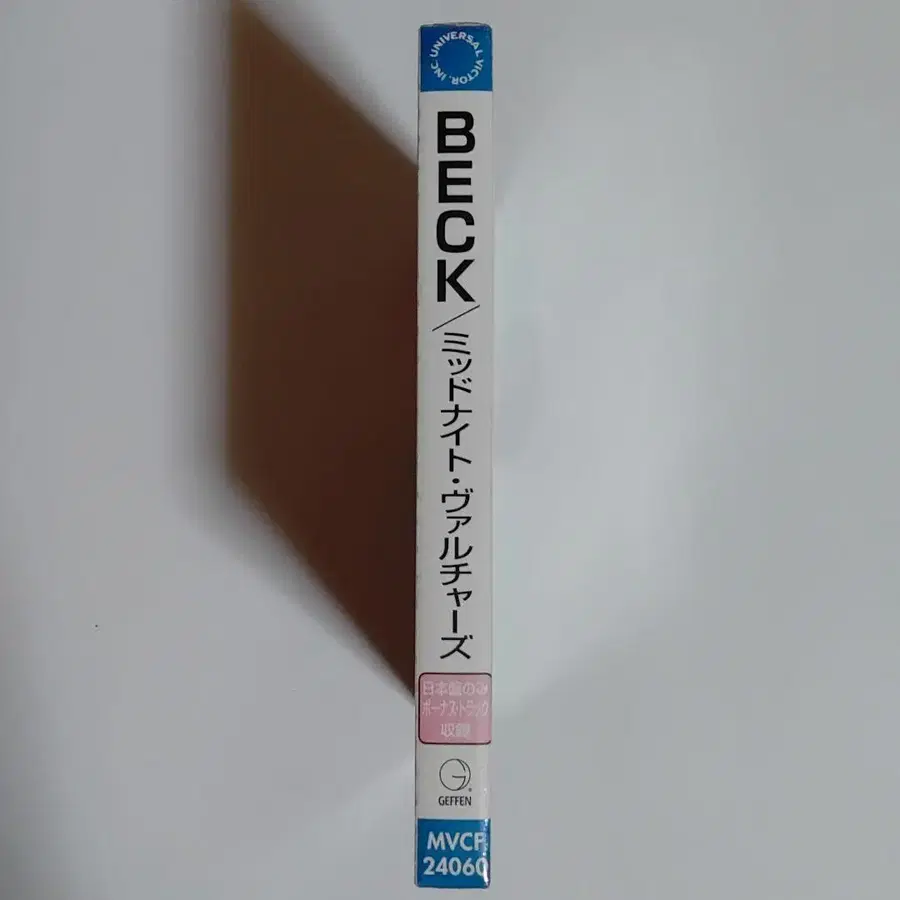 UNIVERSAL VICTOR, INC.
BECK/ミッドナイト・ヴァルチャーズ
日本盤のみ
ボーナス・トラック
収録
G
GEFFEN
MVCF
24060